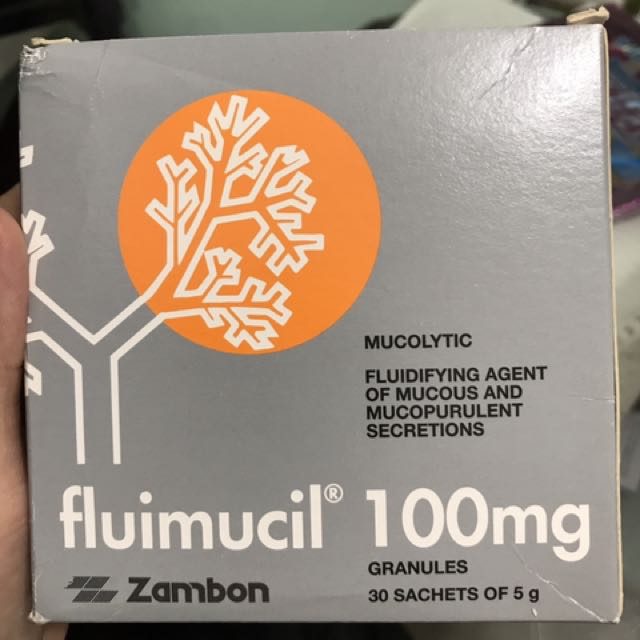 MUCOLYTIC
FLUIDIFYING AGENT
OF MUCOUS AND
MUCOPURULENT
SECRETIONS
fluimucil® 100mg
GRANULES
30 SACHETS OF 5 g
Zambon